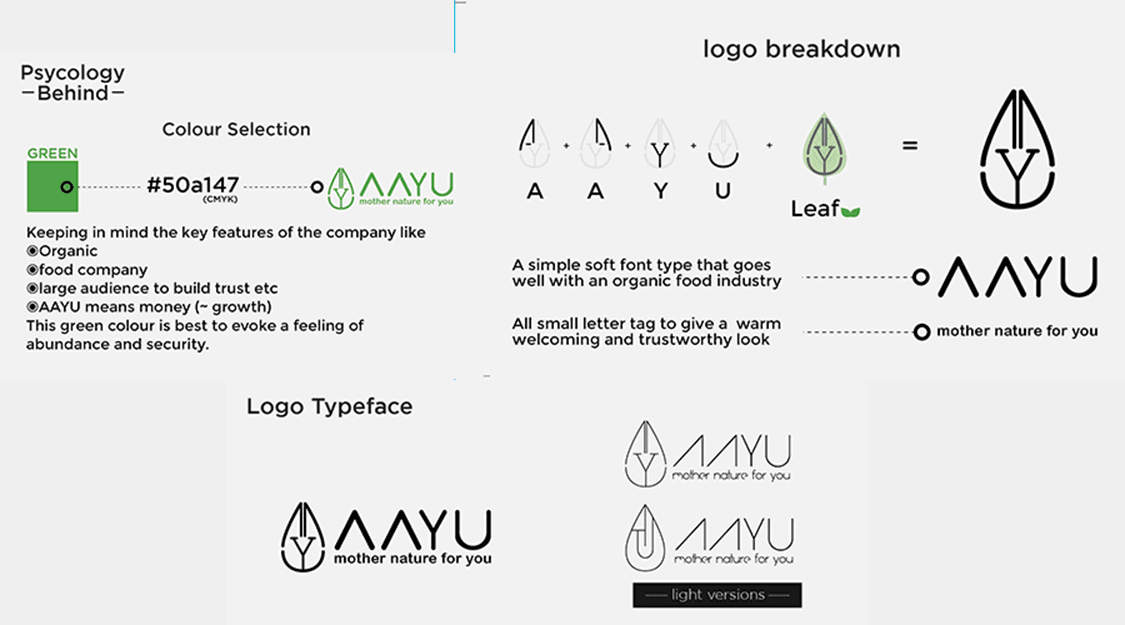 Psycology
–Behind–
Colour Selection
GREEN
#50a147
(CMYK)
AAYU
mother nature for you
Keeping in mind the key features of the company like
◉Organic
◉food company
◉large audience to build trust etc
◉AAYU means money (~ growth)
This green colour is best to evoke a feeling of
abundance and security.
logo breakdown
+ + + + =
A A Y U
Leaf
A simple soft font type that goes
well with an organic food industry
AAYU
All small letter tag to give a warm
welcoming and trustworthy look
mother nature for you
Logo Typeface
AAYU
mother nature for you
AAYU
mother nature for you
AAYU
mother nature for you
light versions